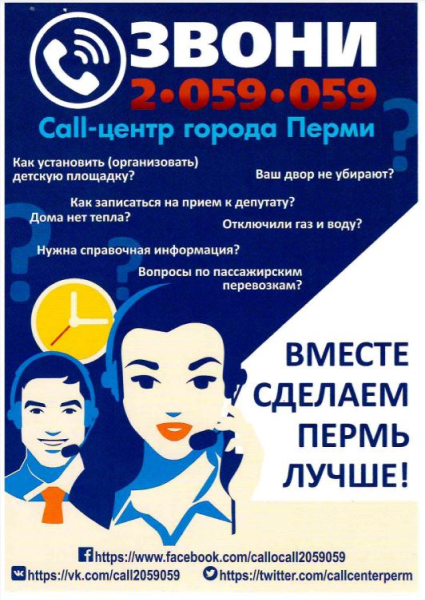 ЗВОНИ
2•059•059
Call-центр города Перми
Как установить (организовать)
детскую площадку?
Ваш двор не убирают?
Как записаться на прием к депутату?
Дома нет тепла?
Отключили газ и воду?
Нужна справочная информация?
Вопросы по пассажирским
перевозкам?
ВМЕСТЕ
СДЕЛАЕМ
ПЕРМЬ
ЛУЧШЕ!
https://www.facebook.com/callocall2059059
https://vk.com/call2059059
https://twitter.com/callcenterperm